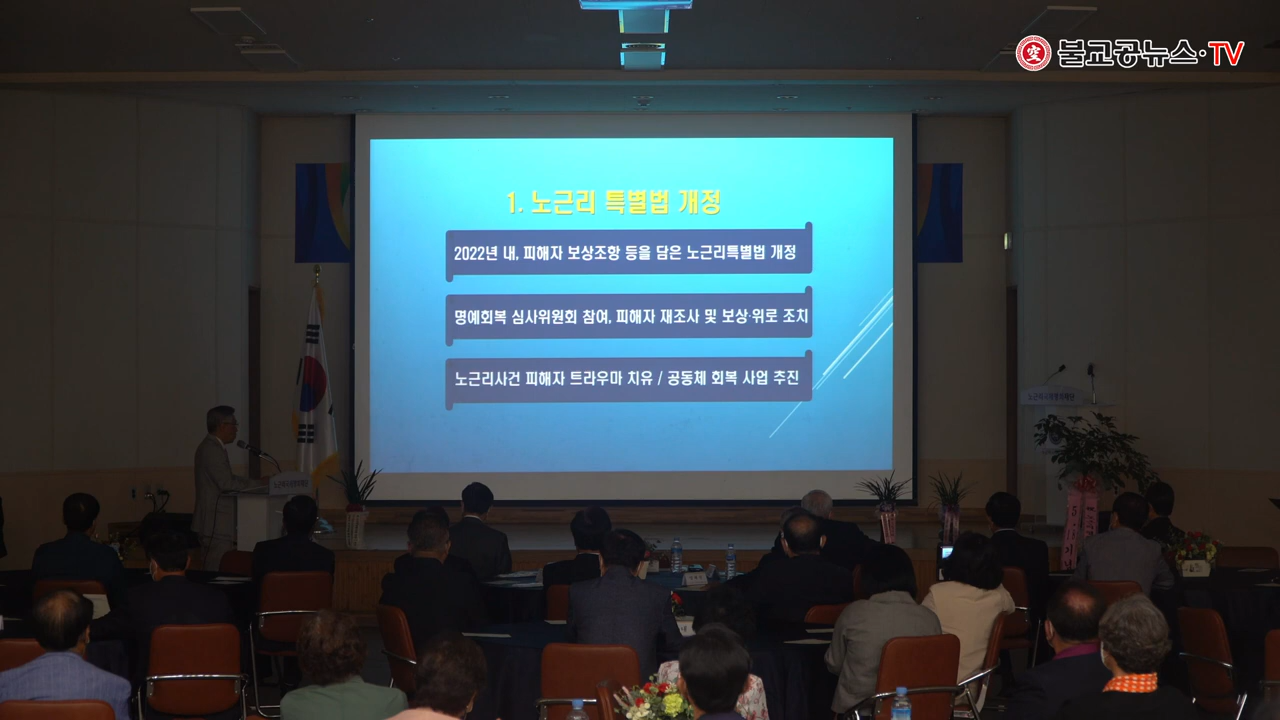 空 불교공뉴스·TV
1. 노근리 특별법 개정
2022년 내, 피해자 보상조항 등을 담은 노근리특별법 개정
명예회복 심사위원회 참여, 피해자 재조사 및 보상·위로 조치
노근리사건 피해자 트라우마 치유 / 공동체 회복 사업 추진